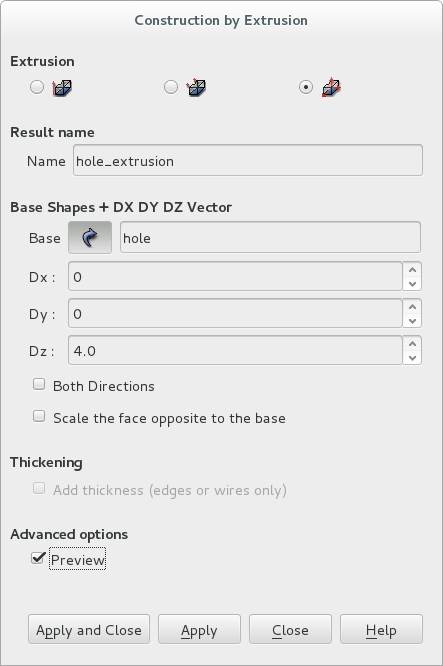 Construction by Extrusion
Extrusion
Result name
Name hole_extrusion
Base Shapes + DX DY DZ Vector
Base hole
Dx : 0
Dy : 0
Dz : 4.0
Both Directions
Scale the face opposite to the base
Thickening
Add thickness (edges or wires only)
Advanced options
Preview
Apply and Close Apply Close Help